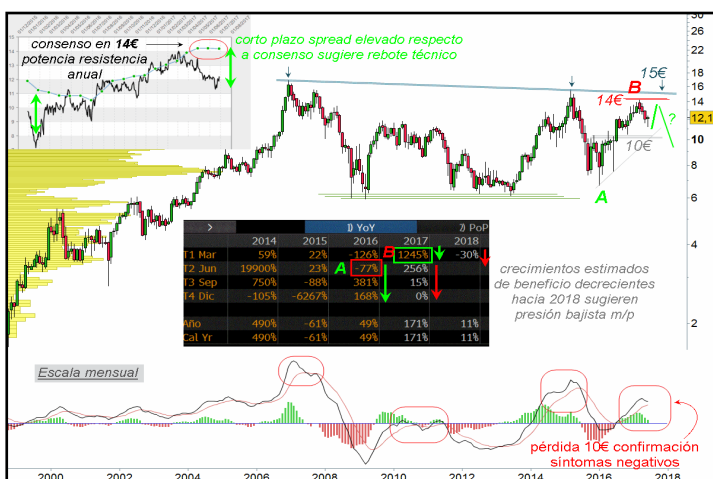 consenso en 14€
potencia resistencia
anual
corto plazo spread elevado respecto
a consenso sugiere rebote técnico
15€
B
14€
?
10€
A
30
26
22
18
16
14
12,1
10
8
6
4
2
> 1) YoY 7) PoP
2014 2015 2016 2017 2018
T1 Mar 59% 22% -126% B 1245% -30%
T2 Jun 19900% 23% A -77% 256%
T3 Sep 750% -88% 381% 15%
T4 Dic -105% -6267% 168% 0%
Año 490% -61% 49% 171% 11%
Cal Yr 490% -61% 49% 171% 11%
crecimientos estimados
de beneficio decrecientes
hacia 2018 sugieren
presión bajista m/p
Escala mensual
pérdida 10€ confirmación
síntomas negativos
2000 2002 2004 2006 2008 2010 2012 2014 2016 2018